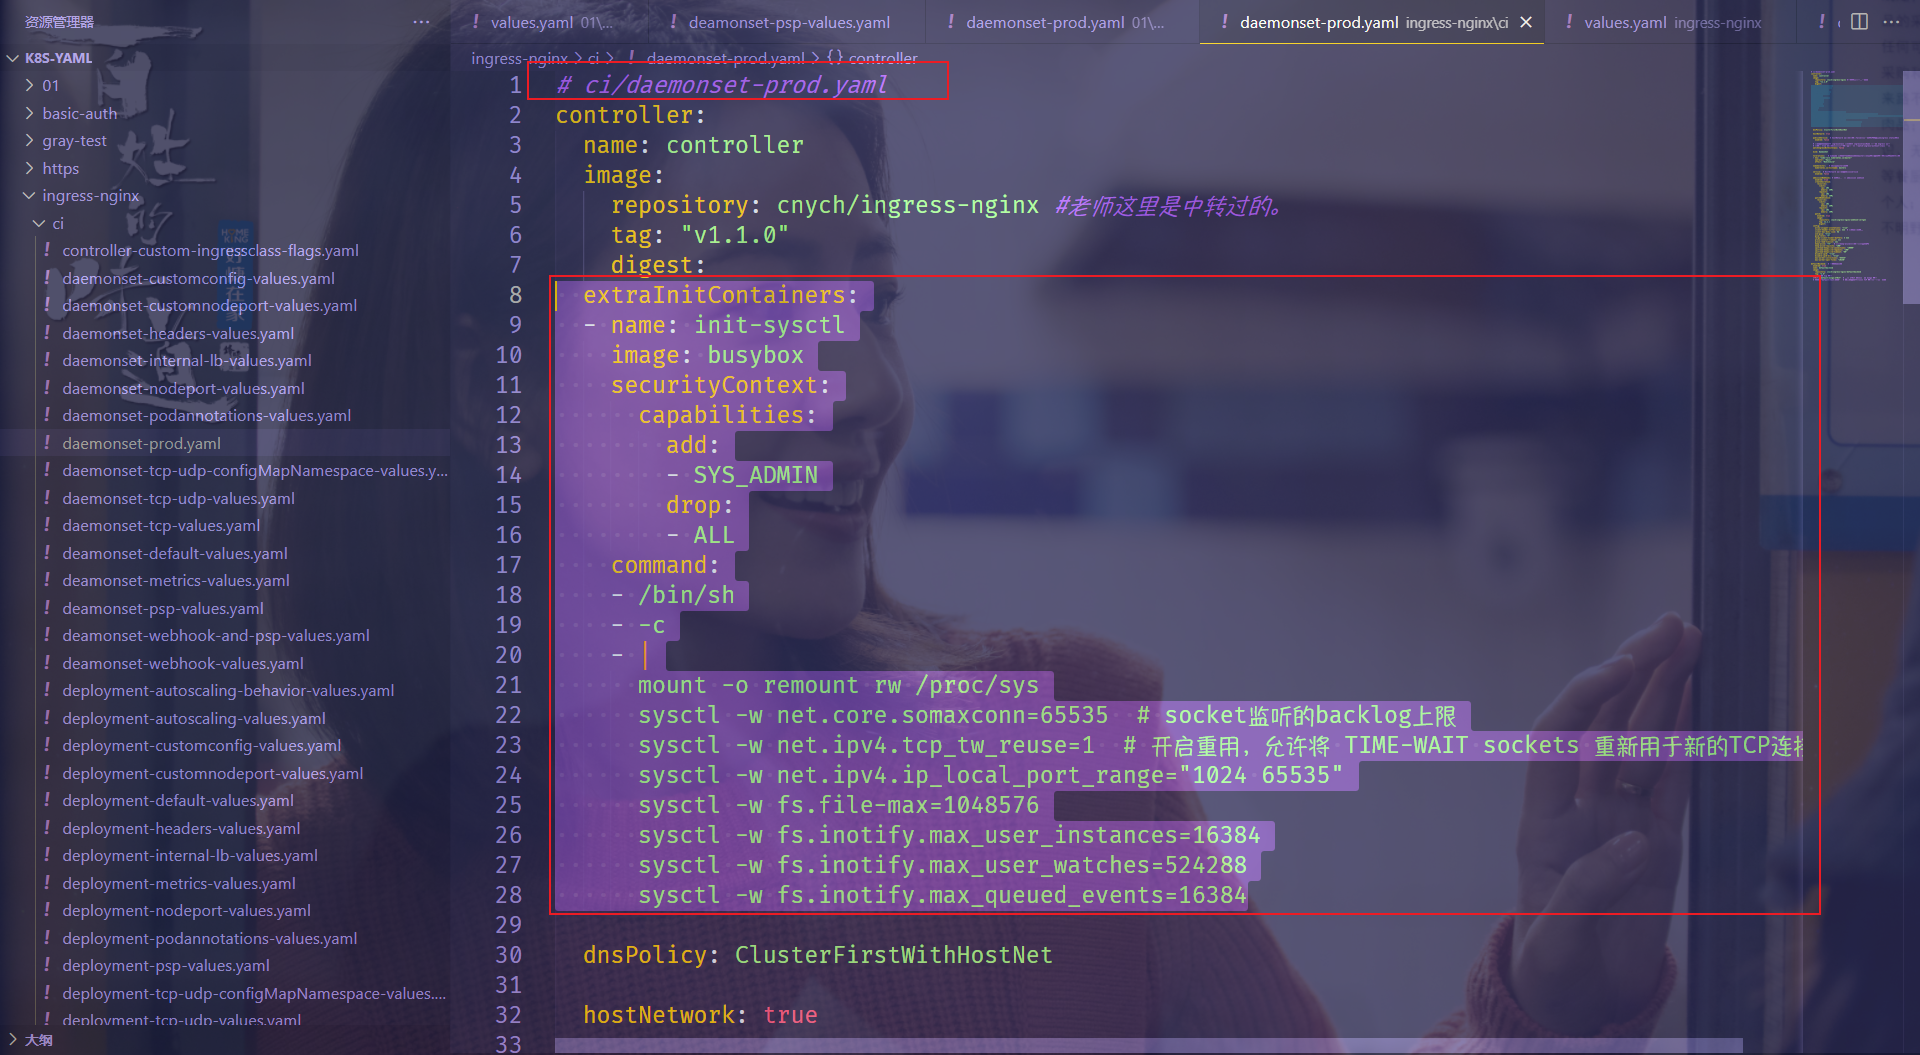 资源管理器
K8S-YAML
01
basic-auth
gray-test
https
ingress-nginx
ci
controller-custom-ingressclass-flags.yaml
daemonset-customconfig-values.yaml
daemonset-customnodeport-values.yaml
daemonset-headers-values.yaml
daemonset-internal-lb-values.yaml
daemonset-nodeport-values.yaml
daemonset-podannotations-values.yaml
daemonset-prod.yaml
daemonset-tcp-udp-configMapNamespace-values.y...
daemonset-tcp-udp-values.yaml
daemonset-tcp-values.yaml
deamonset-default-values.yaml
deamonset-metrics-values.yaml
deamonset-psp-values.yaml
deamonset-webhook-and-psp-values.yaml
deamonset-webhook-values.yaml
deployment-autoscaling-behavior-values.yaml
deployment-autoscaling-values.yaml
deployment-customconfig-values.yaml
deployment-customnodeport-values.yaml
deployment-default-values.yaml
deployment-headers-values.yaml
deployment-internal-lb-values.yaml
deployment-metrics-values.yaml
deployment-nodeport-values.yaml
deployment-podannotations-values.yaml
deployment-psp-values.yaml
deployment-tcp-udp-configMapNamespace-values....
deployment-tcp-udp-values.yaml
大纲
! values.yaml 01\...
! deamonset-psp-values.yaml
! daemonset-prod.yaml 01\...
! daemonset-prod.yaml ingress-nginx\ci
! values.yaml ingress-nginx
ingress-nginx > ci > ! daemonset-prod.yaml > {} controller
1 # ci/daemonset-prod.yaml
2 controller:
3 name: controller
4 image:
5 repository: cnych/ingress-nginx #老师这里是中转过的。
6 tag: "v1.1.0"
7 digest:
8 extraInitContainers:
9 - name: init-sysctl
10 image: busybox
11 securityContext:
12 capabilities:
13 add:
14 - SYS_ADMIN
15 drop:
16 - ALL
17 command:
18 - /bin/sh
19 - -c
20 - |
21 mount -o remount rw /proc/sys
22 sysctl -w net.core.somaxconn=65535 # socket监听的backlog上限
23 sysctl -w net.ipv4.tcp_tw_reuse=1 # 开启重用，允许将 TIME-WAIT sockets 重新用于新的TCP连接
24 sysctl -w net.ipv4.ip_local_port_range="1024 65535"
25 sysctl -w fs.file-max=1048576
26 sysctl -w fs.inotify.max_user_instances=16384
27 sysctl -w fs.inotify.max_user_watches=524288
28 sysctl -w fs.inotify.max_queued_events=16384
29
30 dnsPolicy: ClusterFirstWithHostNet
31
32 hostNetwork: true
33